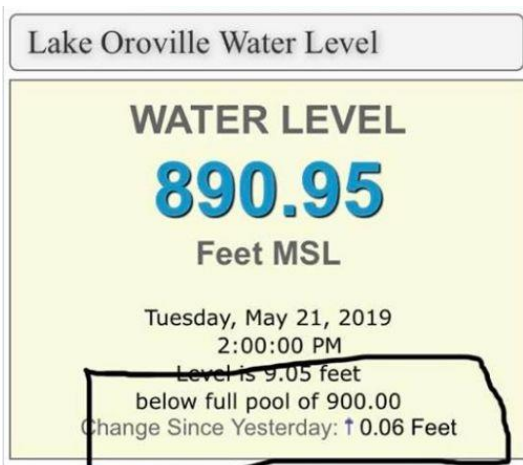 Lake Oroville Water Level
WATER LEVEL
890.95
Feet MSL
Tuesday, May 21, 2019
2:00:00 PM
Level is 9.05 feet
below full pool of 900.00
Change Since Yesterday: ↑ 0.06 Feet